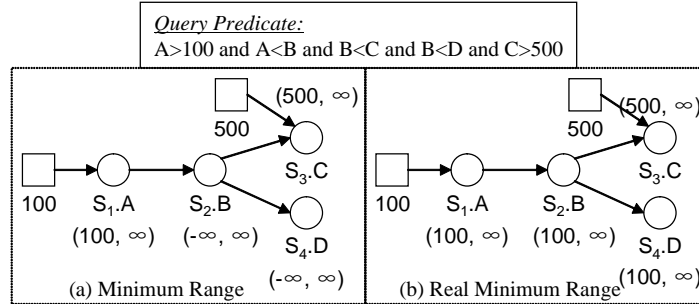 Query Predicate:
A>100 and A<B and B<C and B<D and C>500
(500, ∞)
500
S3.C
100
S1.A
S2.B
(100, ∞)
(-∞, ∞)
S4.D
(-∞, ∞)
(a) Minimum Range
(500, ∞)
500
S3.C
100
S1.A
S2.B
(100, ∞)
(100, ∞)
S4.D
(100, ∞)
(b) Real Minimum Range